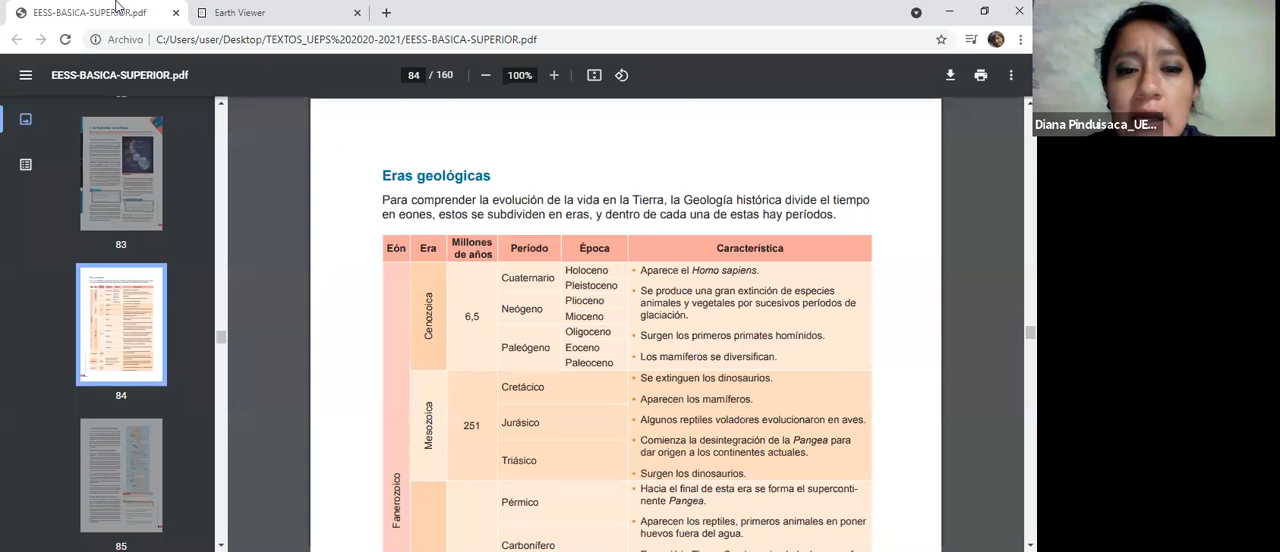 EESS-BASICA-SUPERIOR.pdf
Earth Viewer
Archivo
C:/Users/user/Desktop/TEXTOS_UEPS%202020-2021/EESS-BASICA-SUPERIOR.pdf
EESS-BASICA-SUPERIOR.pdf
84 / 160
100%
Diana Pinduisaca_UE...
83
84
85
Eras geológicas
Para comprender la evolución de la vida en la Tierra, la Geología histórica divide el tiempo
en eones, estos se subdividen en eras, y dentro de cada una de estas hay períodos.
Eón Era Millones de años Período Época Característica
Fanerozoico
Cenozoica
6,5
Cuaternario
Neógeno
Paleógeno
Holoceno
Pleistoceno
Plioceno
Mioceno
Oligoceno
Eoceno
Paleoceno
• Aparece el Homo sapiens.
• Se produce una gran extinción de especies
animales y vegetales por sucesivos períodos de
glaciación.
• Surgen los primeros primates homínidos.
• Los mamíferos se diversifican.
Mesozoica
251
Cretácico
Jurásico
Triásico
• Se extinguen los dinosaurios.
• Aparecen los mamíferos.
• Algunos reptiles voladores evolucionaron en aves.
• Comienza la desintegración de la Pangea para
dar origen a los continentes actuales.
• Surgen los dinosaurios.
Pérmico
Carbonífero
• Hacia el final de esta era se forma el superconti-
nente Pangea.
• Aparecen los reptiles, primeros animales en poner
huevos fuera del agua.